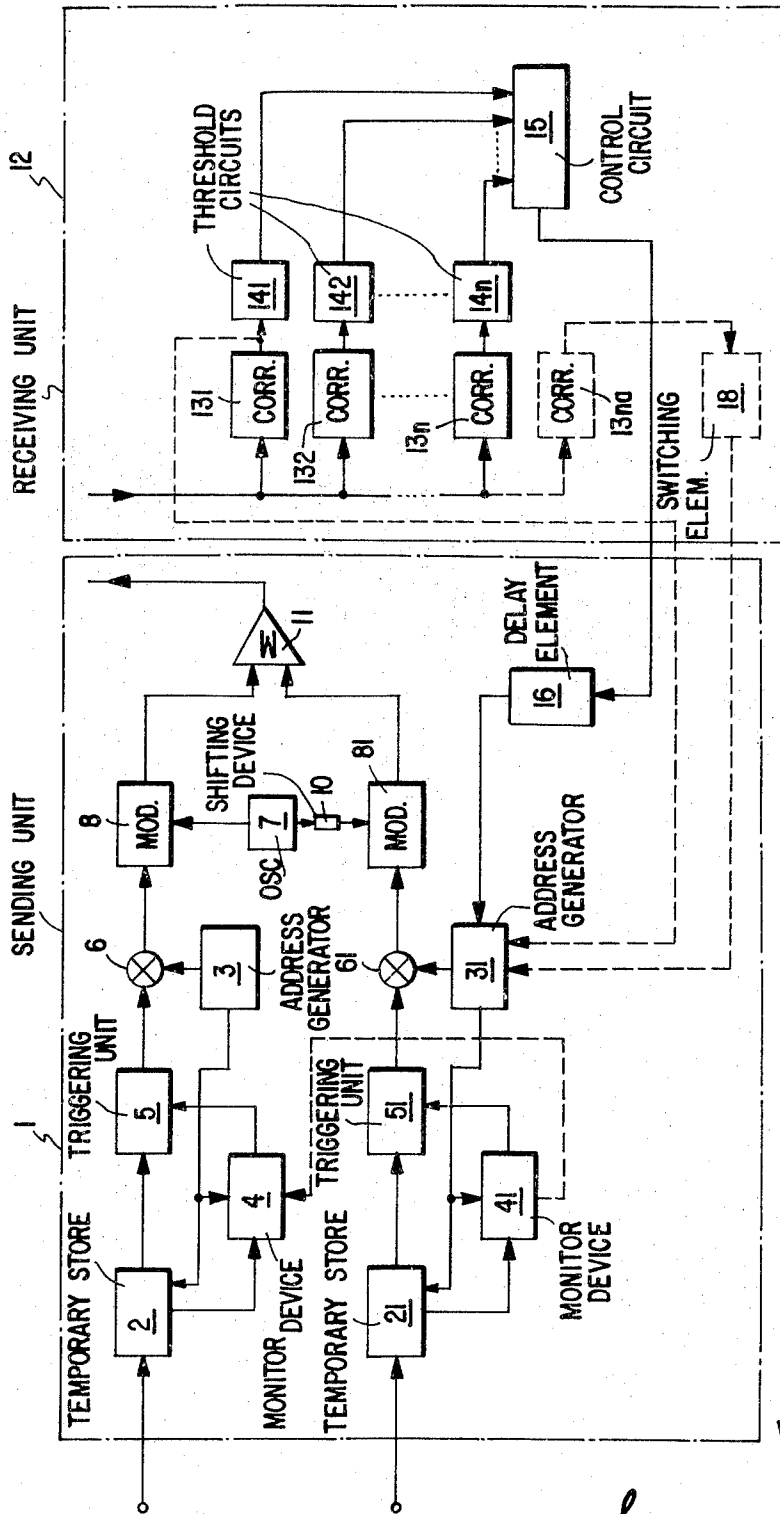 SENDING UNIT
RECEIVING UNIT
12
1
TEMPORARY STORE
TRIGGERING
UNIT
2
5
6
8
MOD.
4
3
MONITOR DEVICE
ADDRESS
GENERATOR
OSC.
7
SHIFTING
DEVICE
10
11
Σ
TEMPORARY STORE
TRIGGERING
UNIT
21
51
61
81
MOD.
41
31
MONITOR
DEVICE
ADDRESS
GENERATOR
16
DELAY
ELEMENT
131
CORR.
141
THRESHOLD
CIRCUITS
132
CORR.
142
13n
CORR.
14n
CORR.
13na
15
CONTROL
CIRCUIT
SWITCHING
ELEM.
18